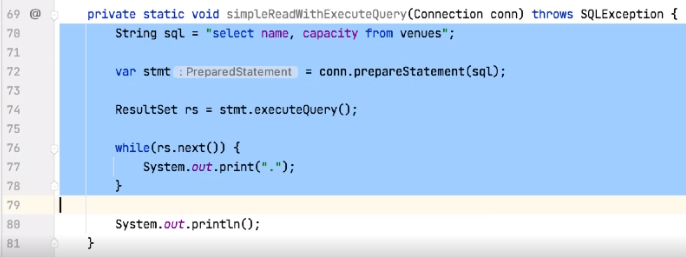 69 @ private static void simpleReadWithExecuteQuery(Connection conn) throws SQLException {
70 String sql = "select name, capacity from venues";
71
72 var stmt : PreparedStatement = conn.prepareStatement(sql);
73
74 ResultSet rs = stmt.executeQuery();
75
76 while(rs.next()) {
77 System.out.print(".");
78 }
79
80 System.out.println();
81 }